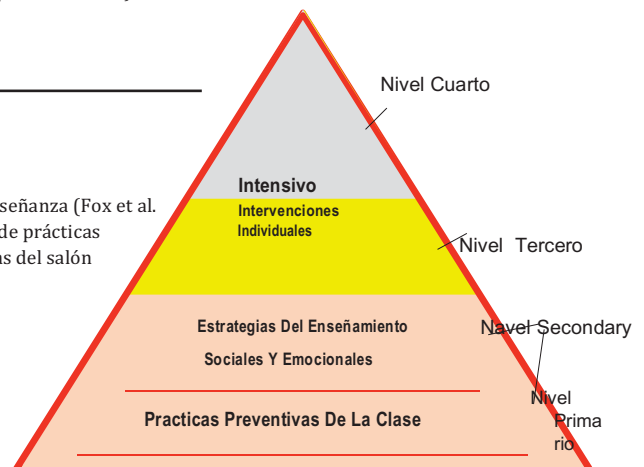 Nivel Cuarto
señanza (Fox et al.
de prácticas
as del salón
Intensivo
Intervenciones
Individuales
Nivel Tercero
Estrategias Del Enseñamiento
Sociales Y Emocionales
Navel Secondary
Nivel
Prima
rio
Practicas Preventivas De La Clase